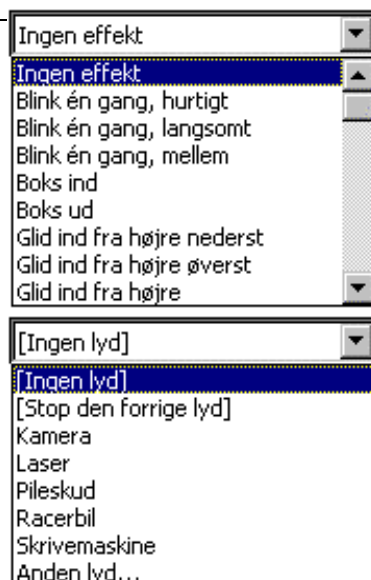 Ingen effekt
Ingen effekt
Blink én gang, hurtigt
Blink én gang, langsomt
Blink én gang, mellem
Boks ind
Boks ud
Glid ind fra højre nederst
Glid ind fra højre øverst
Glid ind fra højre
[Ingen lyd]
[Ingen lyd]
[Stop den forrige lyd]
Kamera
Laser
Pileskud
Racerbil
Skrivemaskine
Anden lyd...